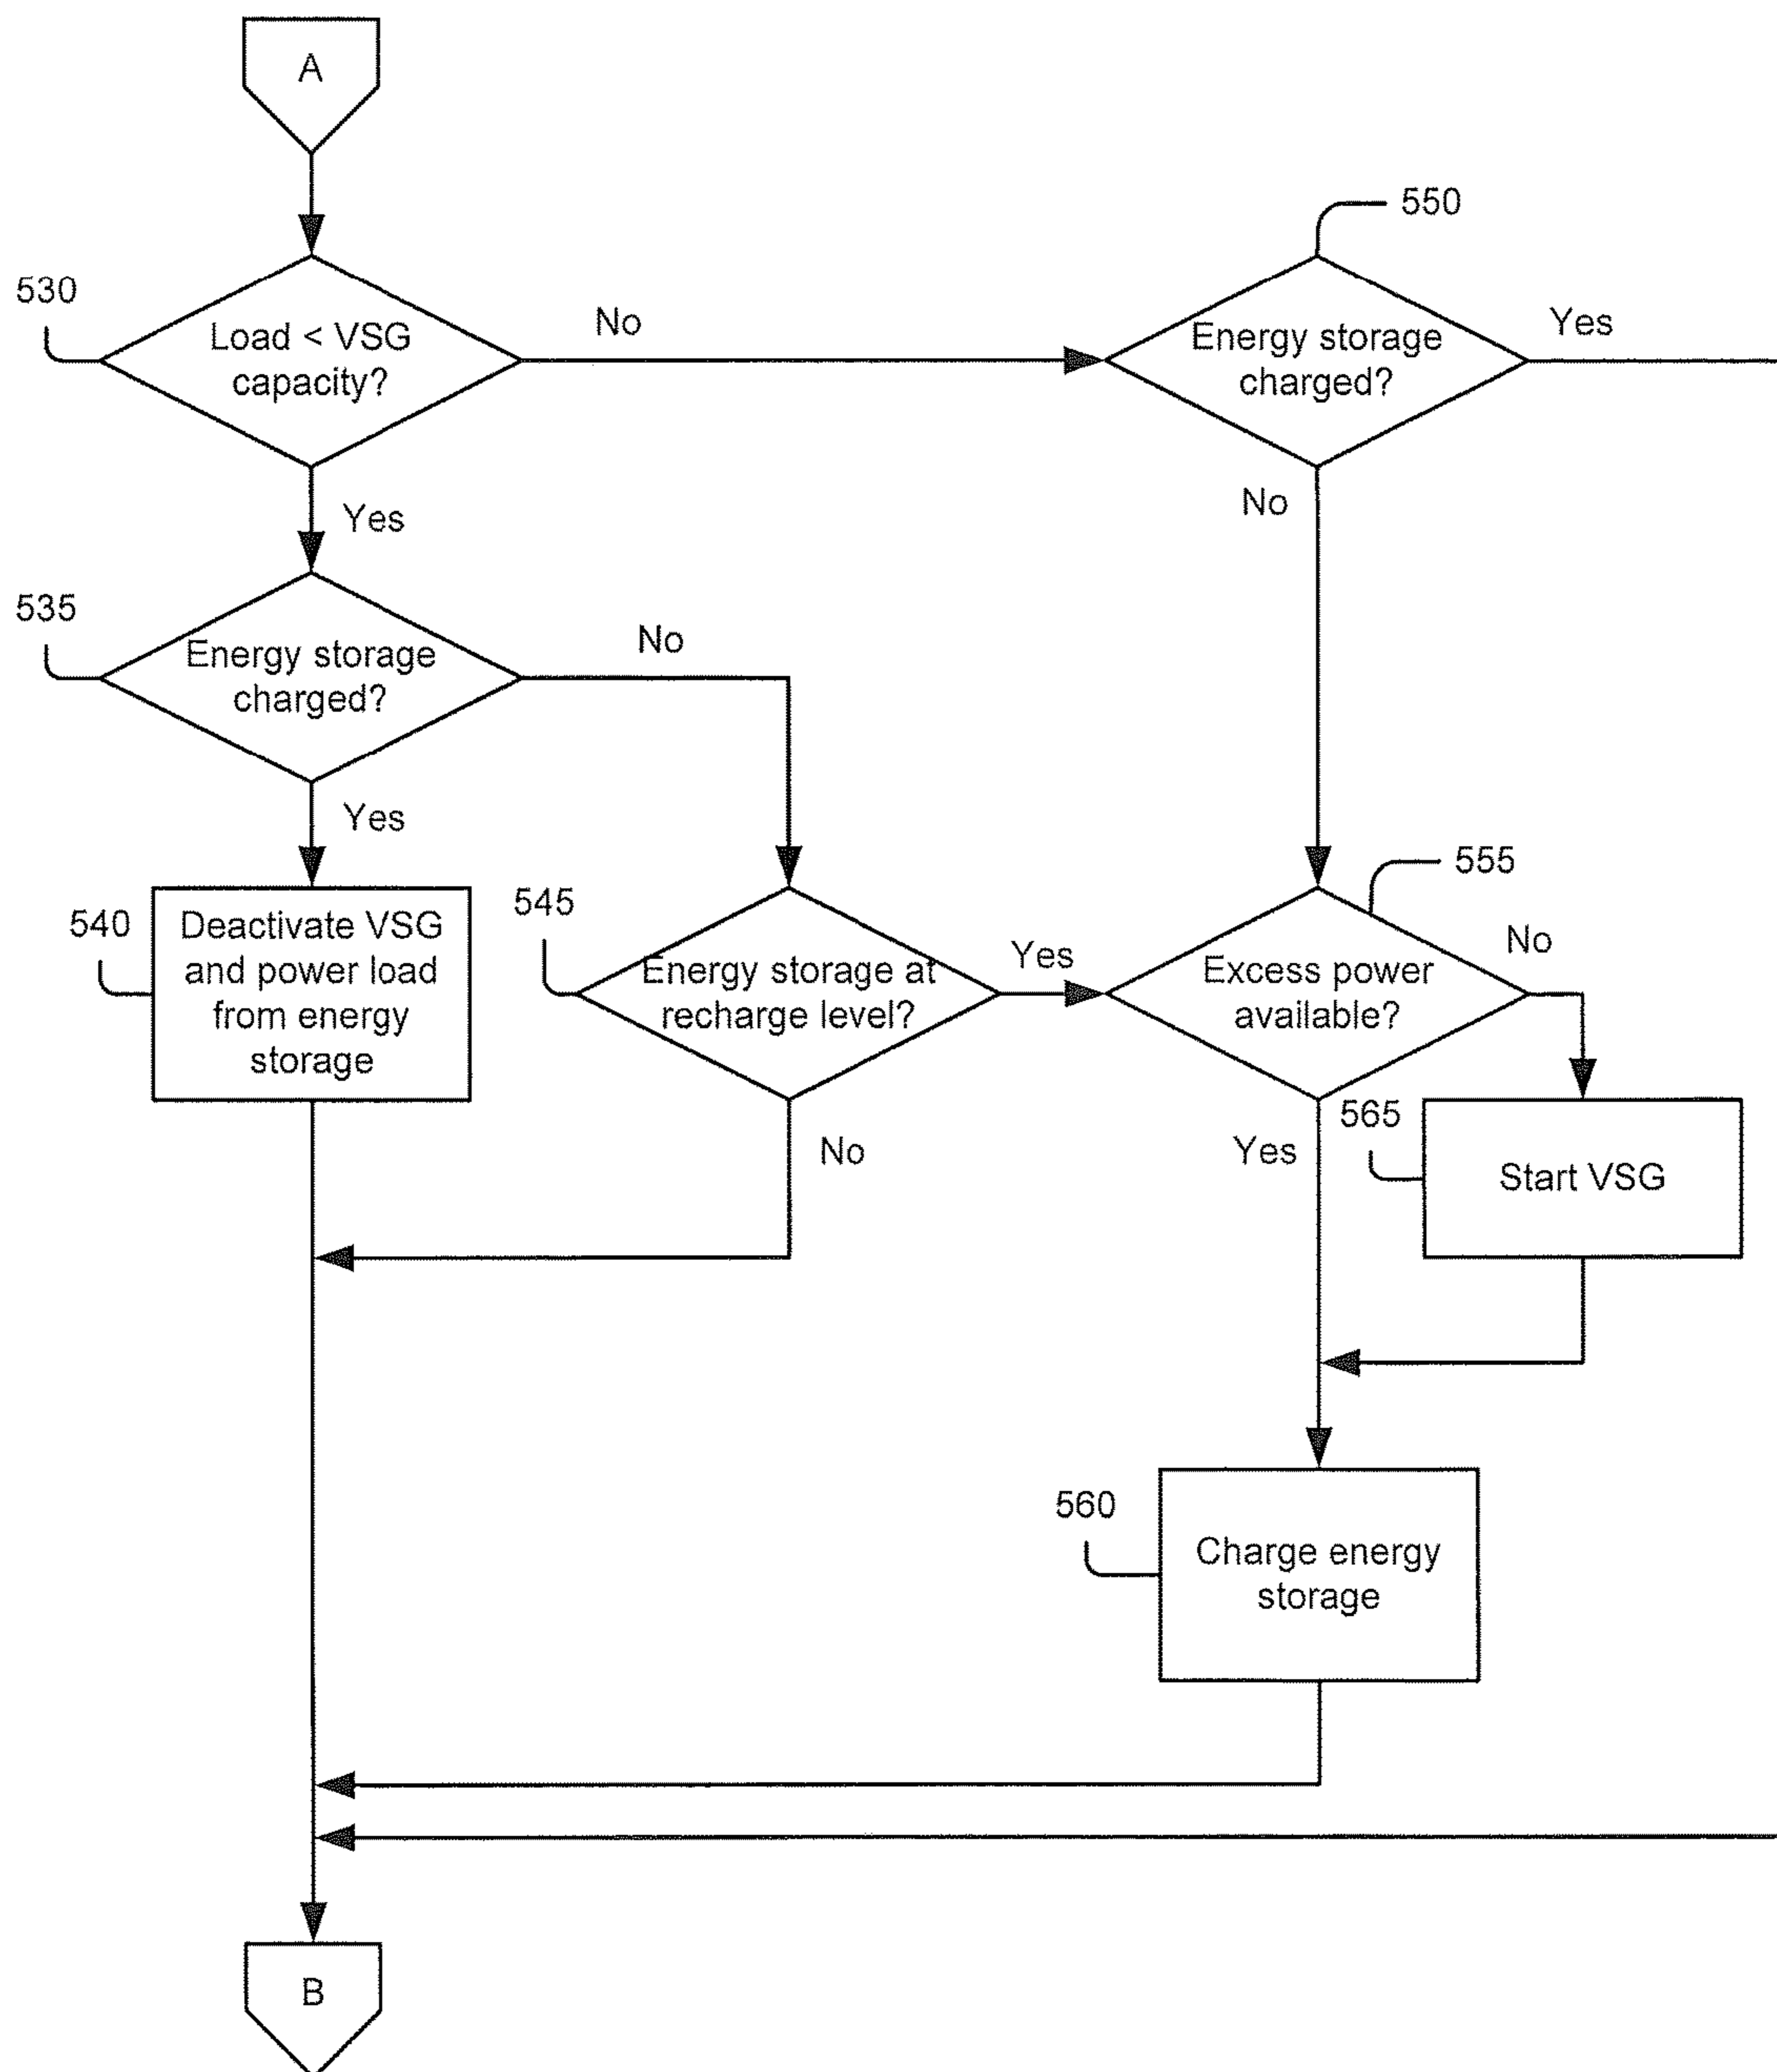 A
550
530
Load < VSG
capacity?
No
Energy storage
charged?
Yes
Yes
No
535
Energy storage
charged?
No
Yes
540
Deactivate VSG
and power load
from energy
storage
545
Energy storage at
recharge level?
Yes
555
Excess power
available?
No
No
Yes
565
Start VSG
560
Charge energy
storage
B